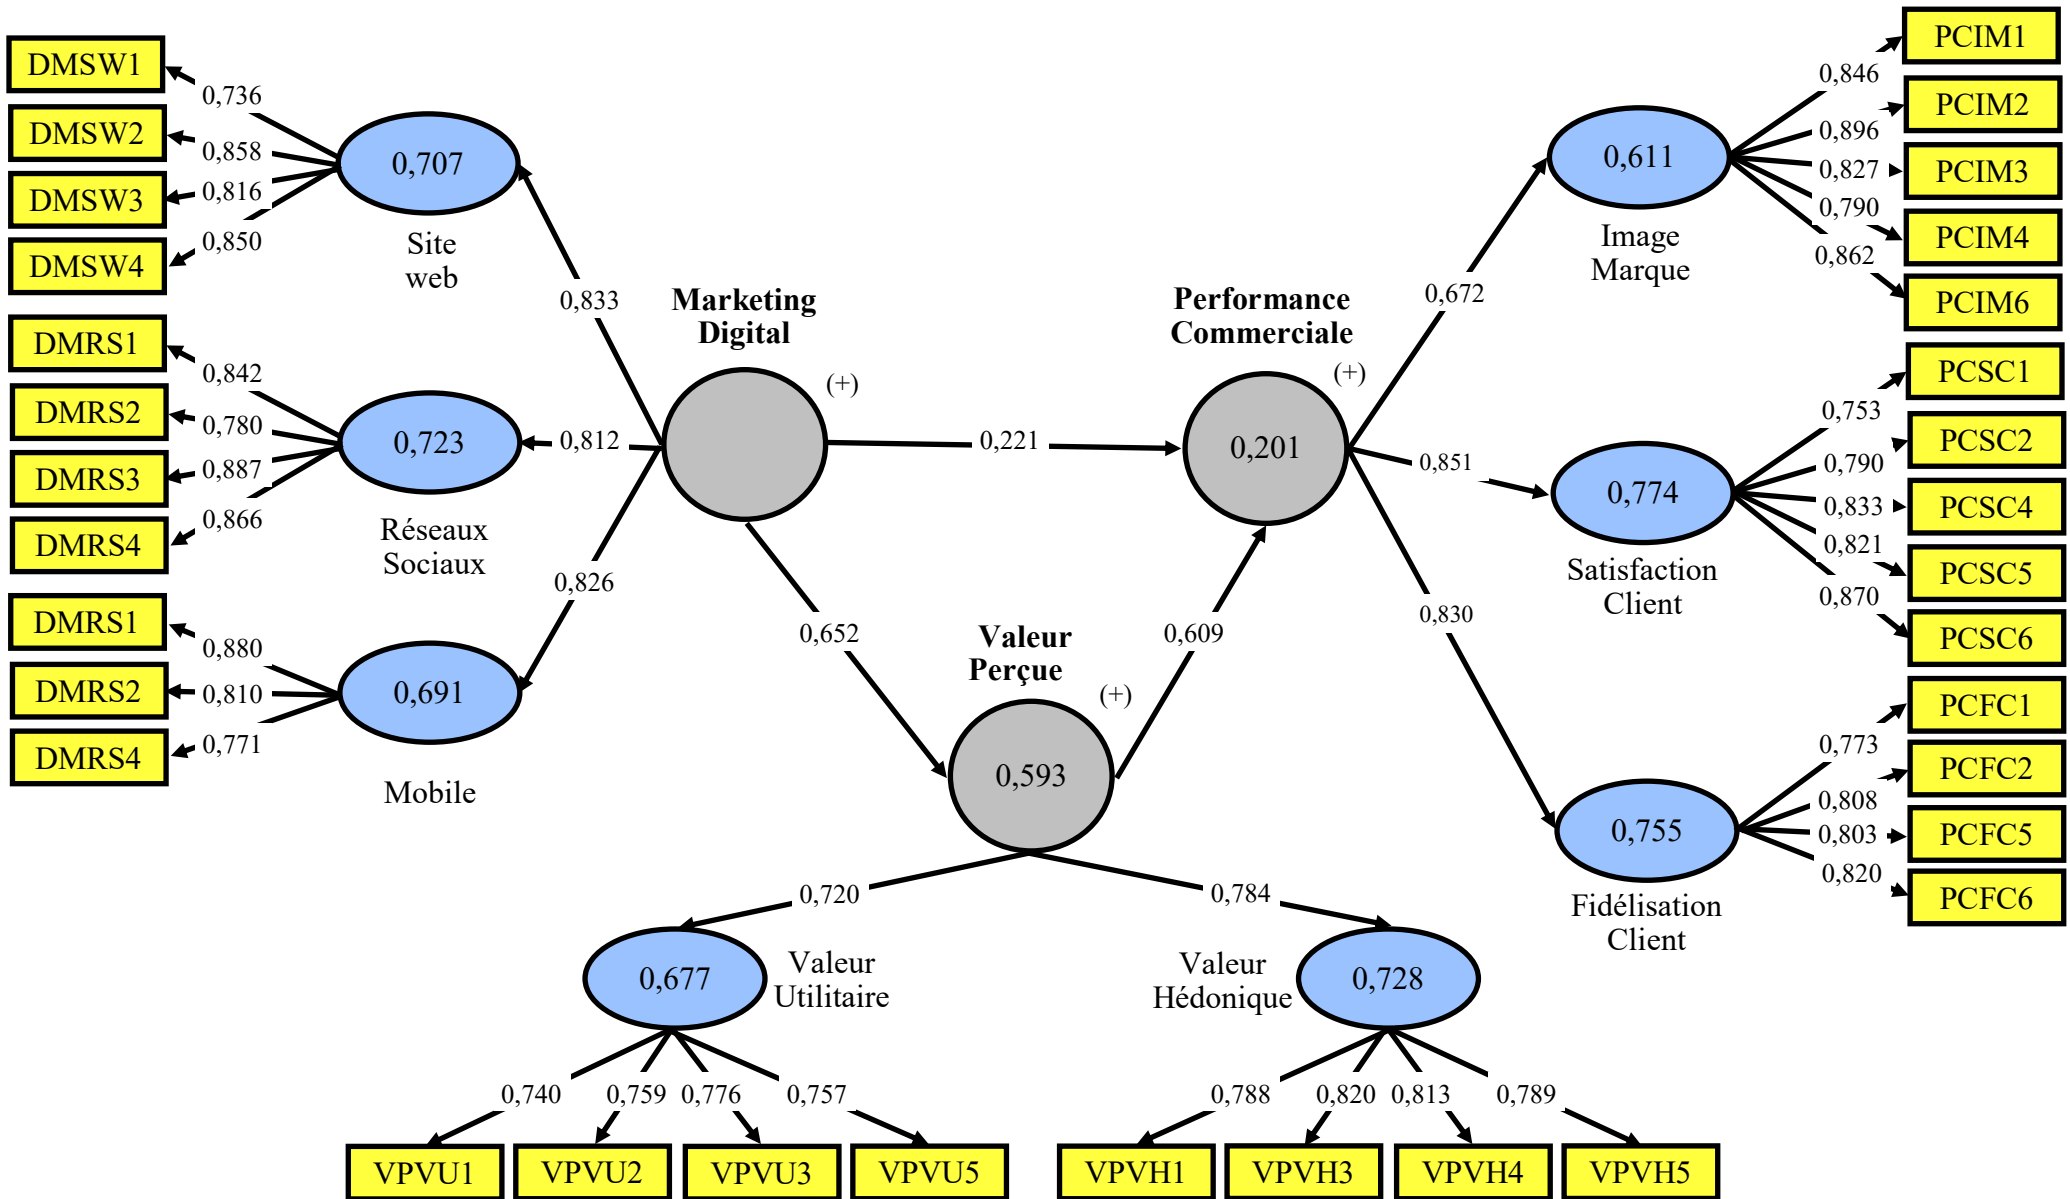 DMSW1
DMSW2
DMSW3
DMSW4
0,736
0,858
0,816
0,850
0,707
Site
web
DMRS1
DMRS2
DMRS3
DMRS4
0,842
0,780
0,887
0,866
0,723
Réseaux
Sociaux
DMRS1
DMRS2
DMRS4
0,880
0,810
0,771
0,691
Mobile
0,833
0,812
0,826
Marketing
Digital
(+)
0,221
0,652
Performance
Commerciale
(+)
0,201
Valeur
Perçue
(+)
0,593
0,609
0,672
0,851
0,830
0,611
Image
Marque
0,846
0,896
0,827
0,790
0,862
PCIM1
PCIM2
PCIM3
PCIM4
PCIM6
0,774
Satisfaction
Client
0,753
0,790
0,833
0,821
0,870
PCSC1
PCSC2
PCSC4
PCSC5
PCSC6
0,755
Fidélisation
Client
0,773
0,808
0,803
0,820
PCFC1
PCFC2
PCFC5
PCFC6
0,720
0,784
0,677
Valeur
Utilitaire
Valeur
Hédonique
0,728
0,740
0,759
0,776
0,757
0,788
0,820
0,813
0,789
VPVU1
VPVU2
VPVU3
VPVU5
VPVH1
VPVH3
VPVH4
VPVH5